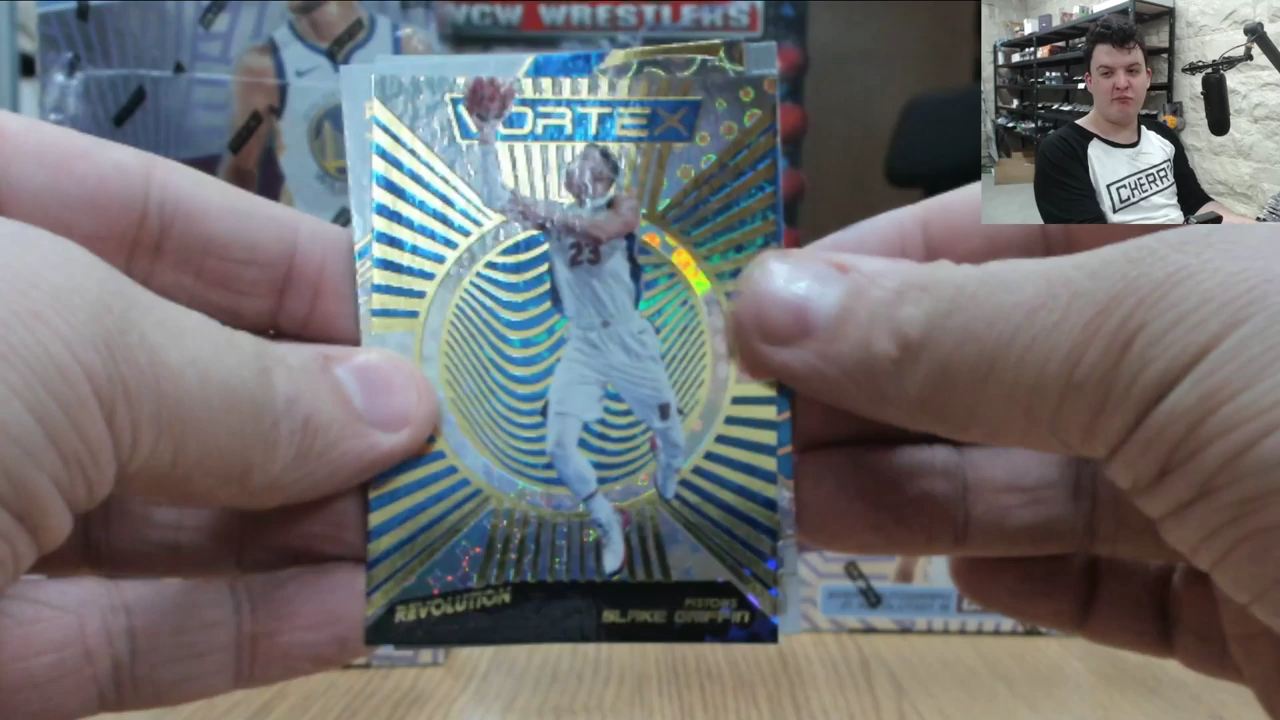 WCW WRESTLERS
VORTEX
CHERRY
23
REVOLUTION
PISTONS
BLAKE GRIFFIN